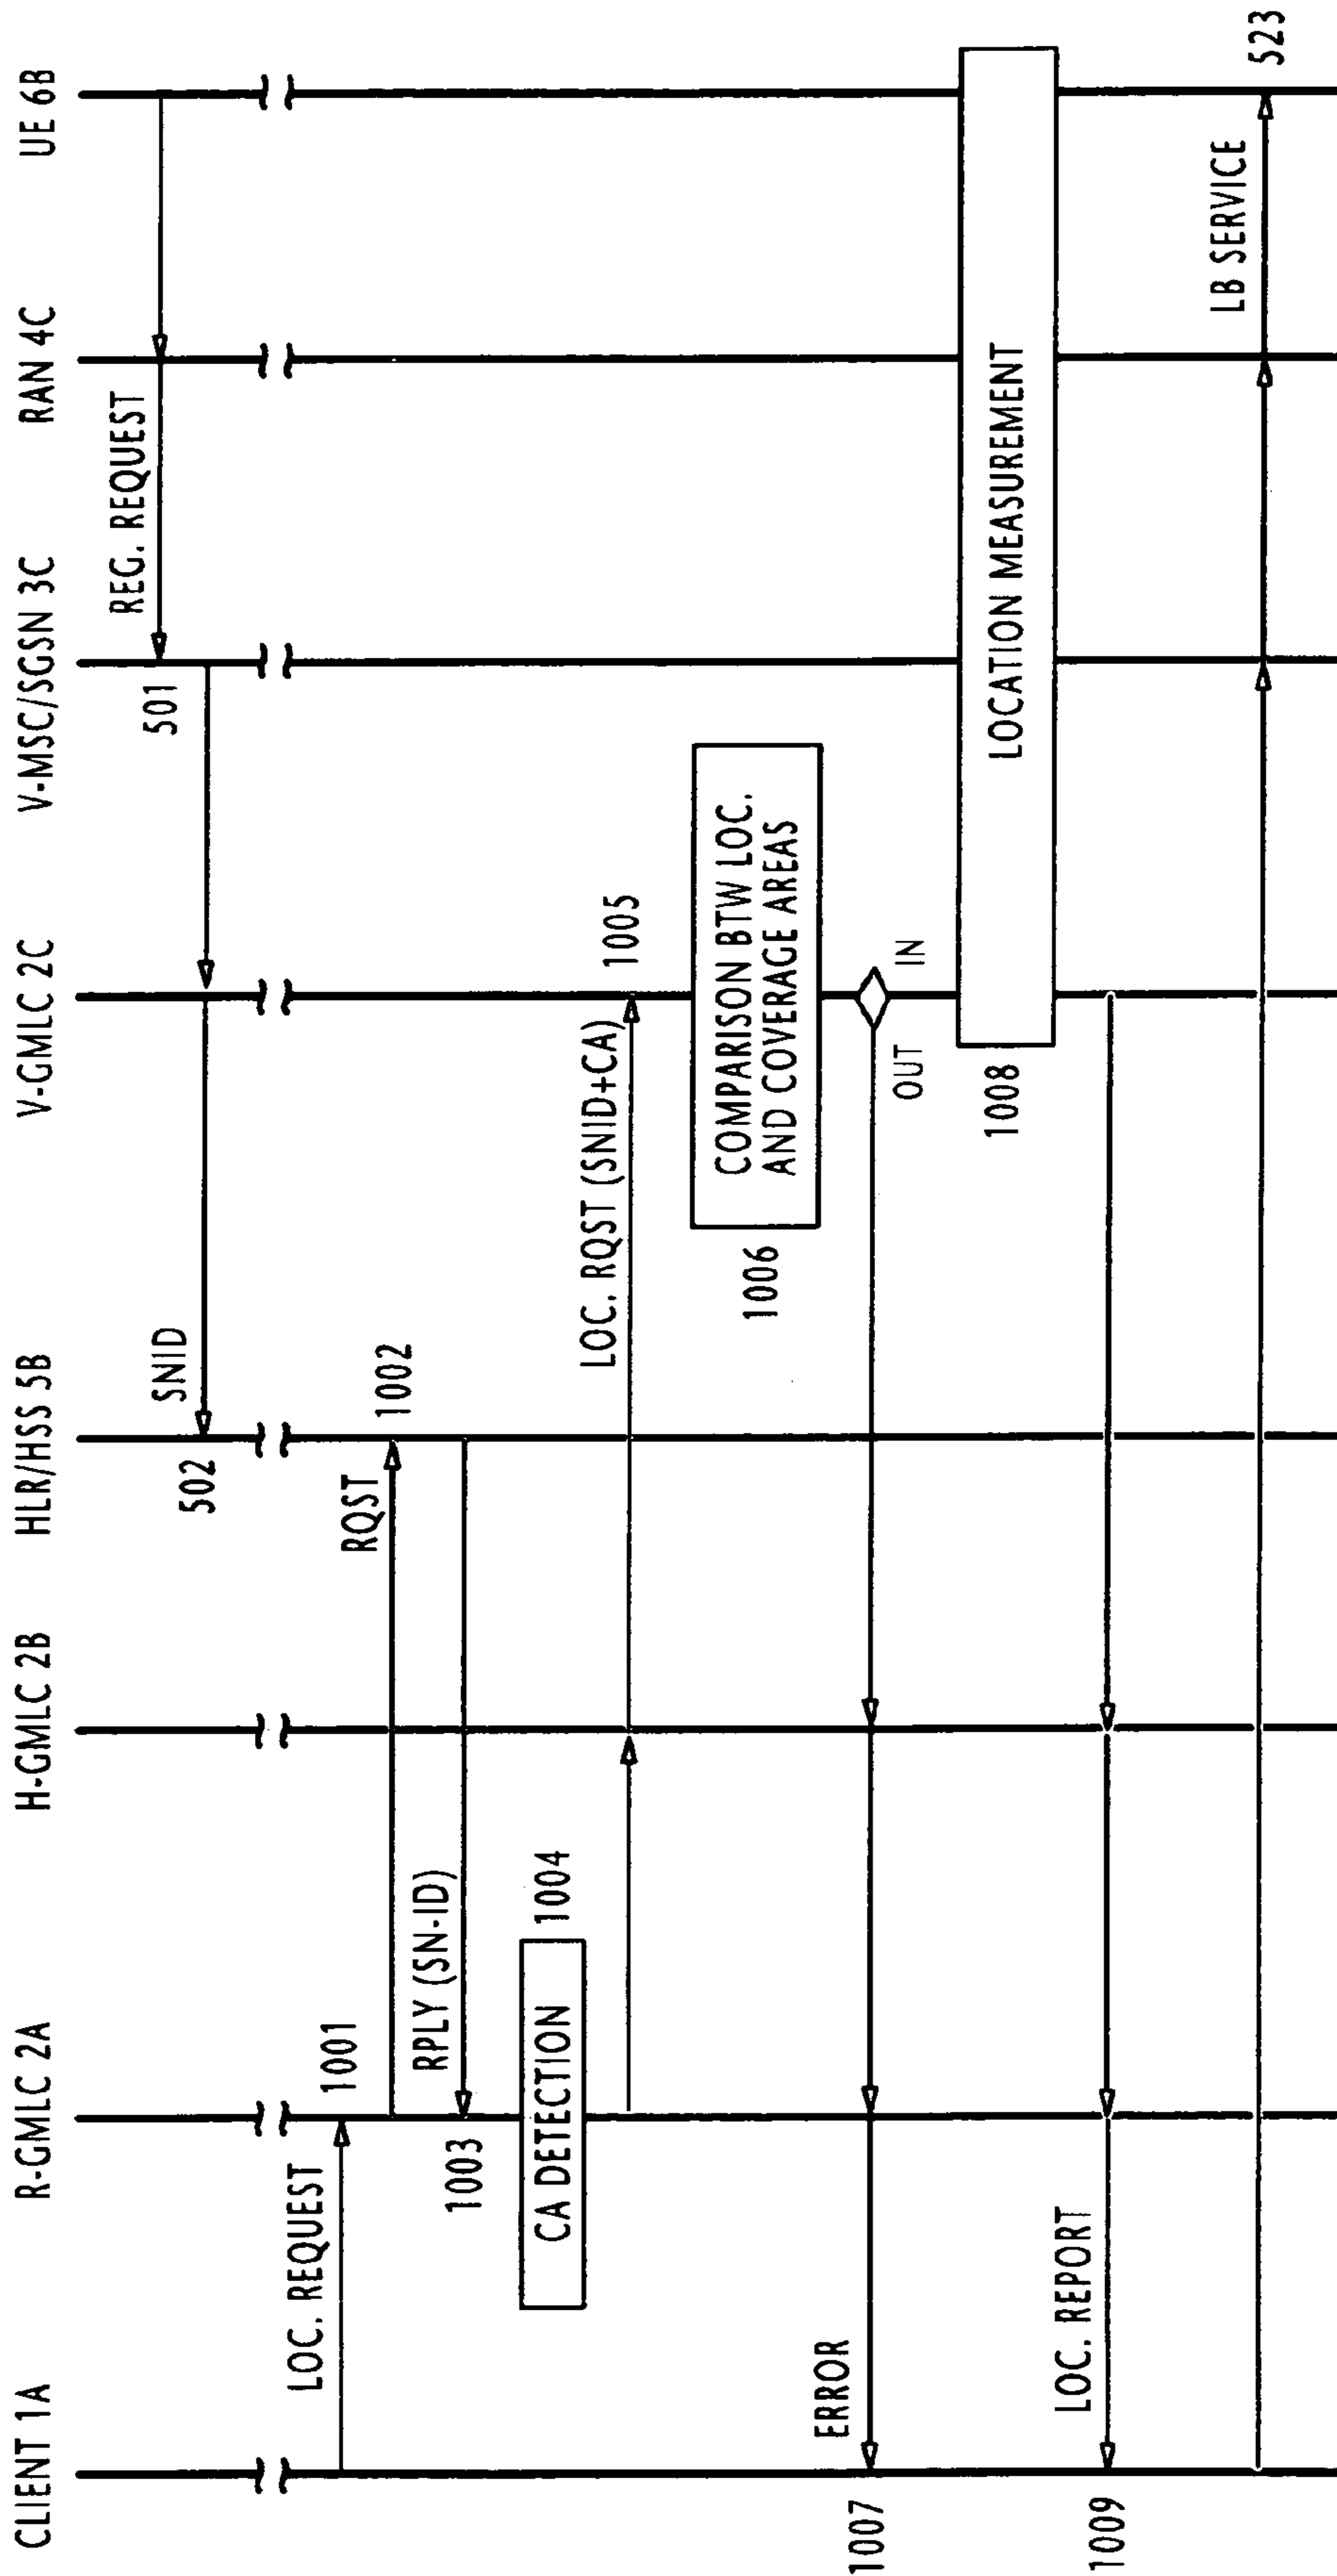 CLIENT 1A
R-GMLC 2A
H-GMLC 2B
HLR/HSS 5B
V-GMLC 2C
V-MSC/SGSN 3C
RAN 4C
UE 6B
REG. REQUEST
501
SNID
502
LOC. REQUEST
1001
RQST
1002
RPLY (SN-ID)
1003
CA DETECTION
1004
LOC. RQST (SNID+CA)
1005
COMPARISON BTW LOC.
AND COVERAGE AREAS
1006
OUT
IN
ERROR
1007
LOCATION MEASUREMENT
1008
LOC. REPORT
1009
LB SERVICE
523